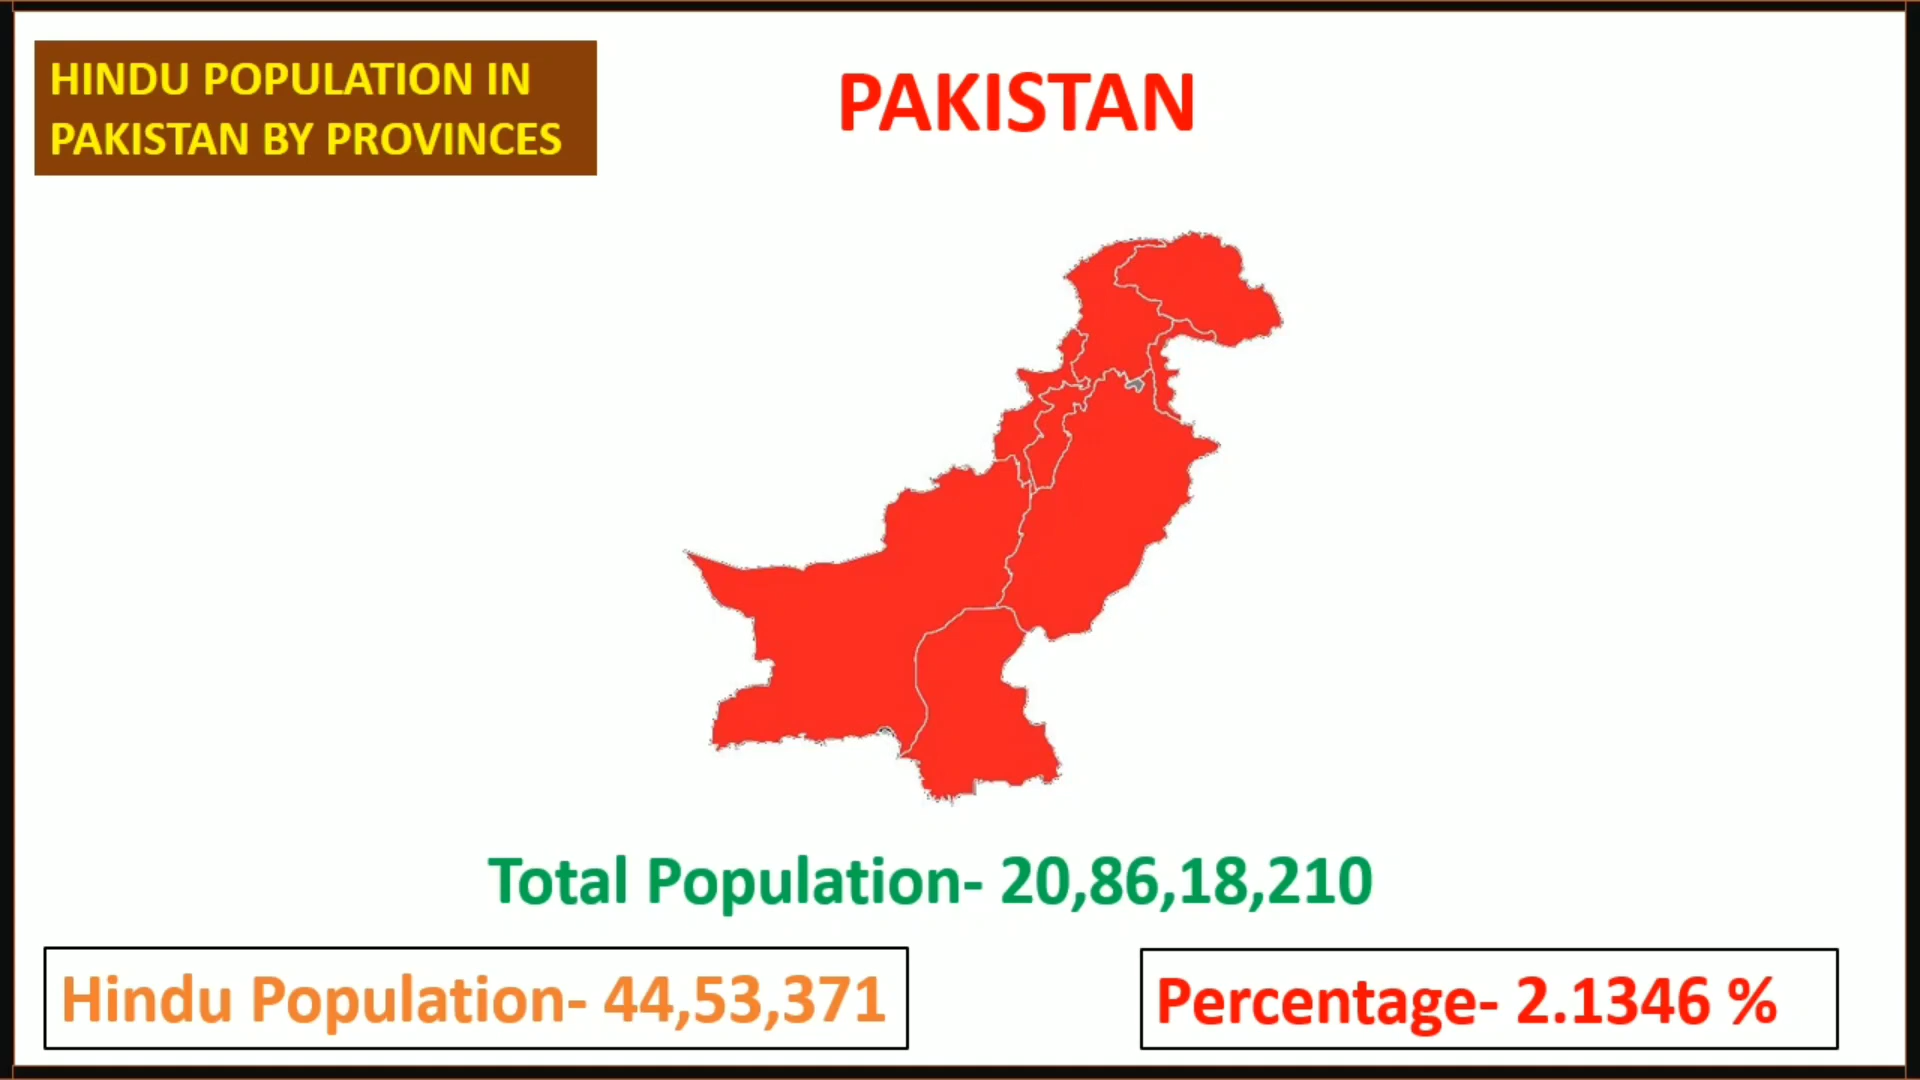 HINDU POPULATION IN
PAKISTAN BY PROVINCES
PAKISTAN
Total Population- 20,86,18,210
Hindu Population- 44,53,371
Percentage- 2.1346 %